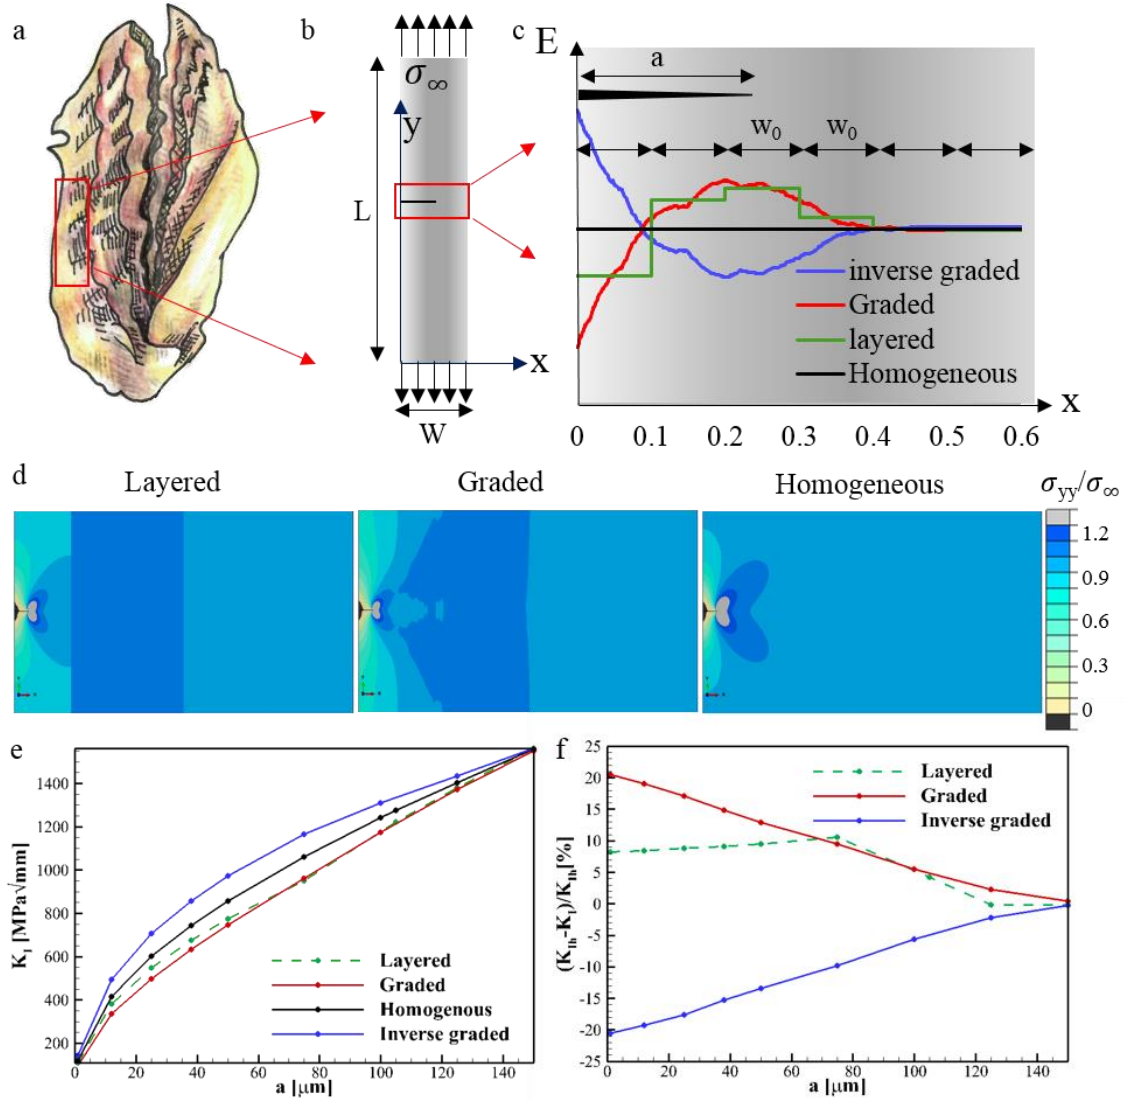 a
b
c
E
a
σ∞
y
w₀ w₀
L
inverse graded
Graded
layered
Homogeneous
x
x
W
0 0.1 0.2 0.3 0.4 0.5 0.6
d
Layered
Graded
Homogeneous
σyy/σ∞
1.2
0.9
0.6
0.3
0
e
1400
1200
1000
800
600
400
200
K_I [MPa√mm]
Layered
Graded
Homogenous
Inverse graded
0 20 40 60 80 100 120 140
a [μm]
f
25
20
15
10
5
0
-5
-10
-15
-20
-25
(K_Ih-K_I)/K_Ih[%]
Layered
Graded
Inverse graded
0 20 40 60 80 100 120 140
a [μm]